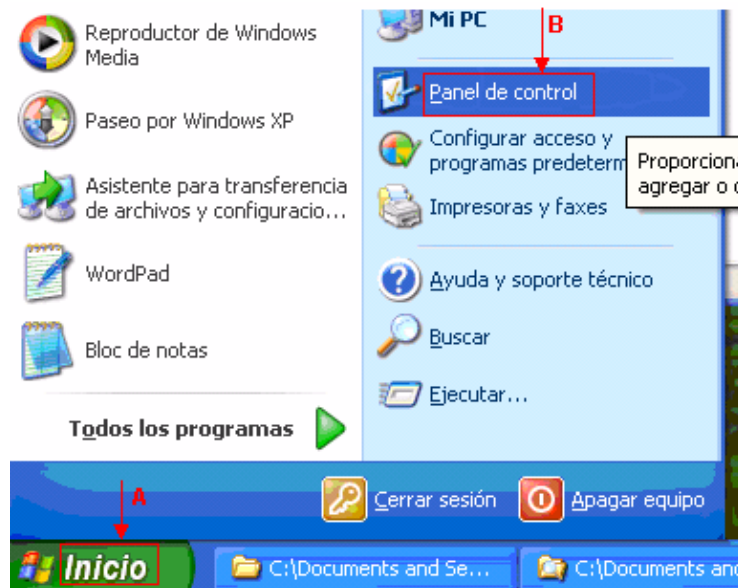 Reproductor de Windows
Media
Paseo por Windows XP
Asistente para transferencia
de archivos y configuracio...
WordPad
Bloc de notas
Todos los programas
Mi PC
B
Panel de control
Configurar acceso y
programas predeterm
Proporciona
agregar o
Impresoras y faxes
Ayuda y soporte técnico
Buscar
Ejecutar...
A
Cerrar sesión
Apagar equipo
Inicio
C:\Documents and Se...
C:\Documents and